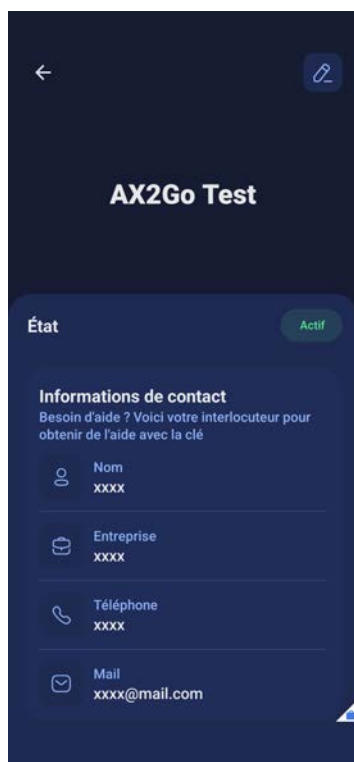 AX2Go Test
État
Actif
Informations de contact
Besoin d'aide ? Voici votre interlocuteur pour
obtenir de l'aide avec la clé
Nom
xxxx
Entreprise
xxxx
Téléphone
xxxx
Mail
xxxx@mail.com